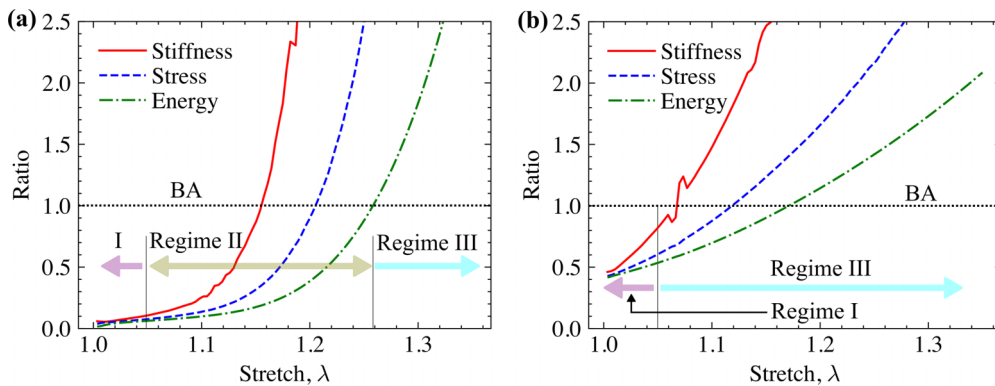 (a)
2.5
2.0
1.5
1.0
0.5
0.0
Ratio
Stiffness
Stress
Energy
BA
I
Regime II
Regime III
1.0
1.1
1.2
1.3
Stretch, λ
(b)
2.5
2.0
1.5
1.0
0.5
0.0
Ratio
Stiffness
Stress
Energy
BA
Regime III
Regime I
1.0
1.1
1.2
1.3
Stretch, λ